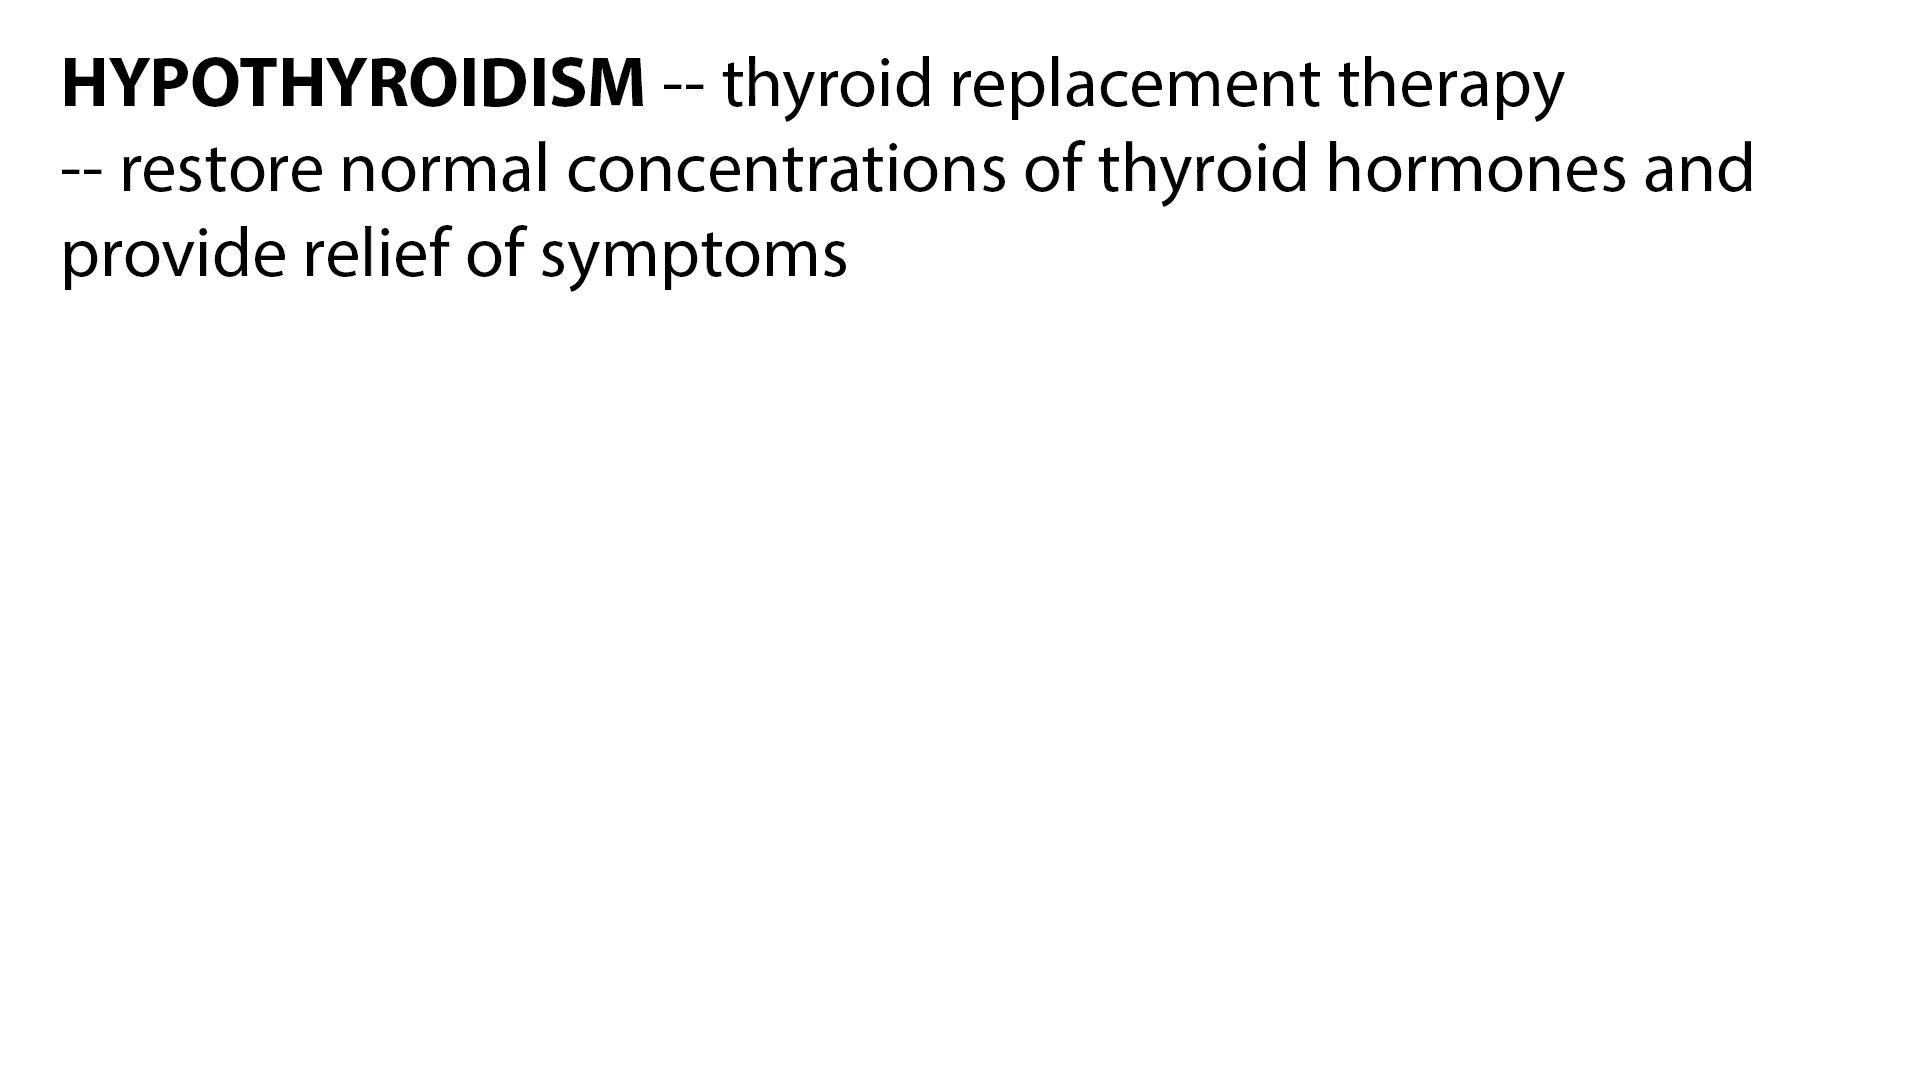 HYPOTHYROIDISM -- thyroid replacement therapy
-- restore normal concentrations of thyroid hormones and
provide relief of symptoms